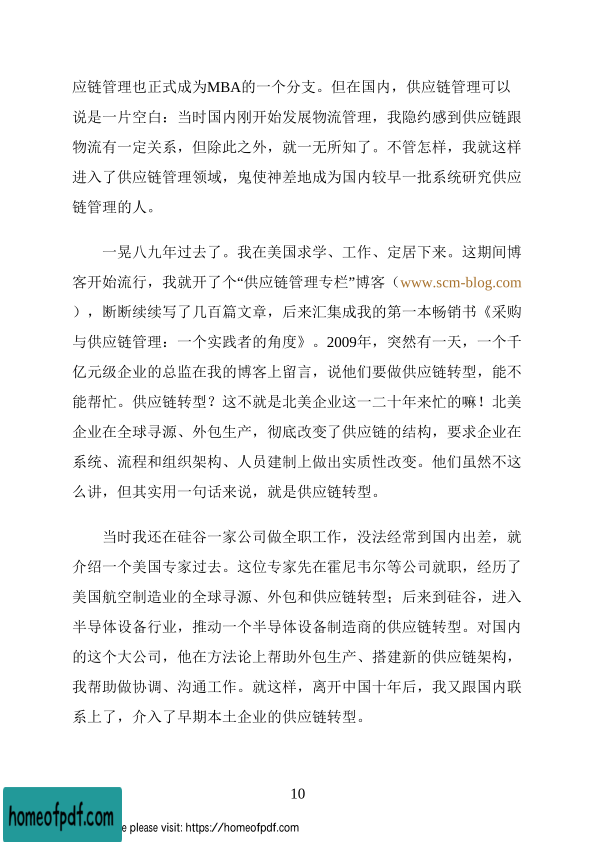 应链管理也正式成为MBA的一个分支。但在国内，供应链管理可以
说是一片空白：当时国内刚开始发展物流管理，我隐约感到供应链跟
物流有一定关系，但除此之外，就一无所知了。不管怎样，我就这样
进入了供应链管理领域，鬼使神差地成为国内较早一批系统研究供应
链管理的人。
一晃八九年过去了。我在美国求学、工作、定居下来。这期间博
客开始流行，我就开了个“供应链管理专栏”博客（www.scm-blog.com
），断断续续写了几百篇文章，后来汇集成我的第一本畅销书《采购
与供应链管理：一个实践者的角度》。2009年，突然有一天，一个千
亿元级企业的总监在我的博客上留言，说他们要做供应链转型，能不
能帮忙。供应链转型？这不就是北美企业这一二十年来忙的嘛！北美
企业在全球寻源、外包生产，彻底改变了供应链的结构，要求企业在
系统、流程和组织架构、人员建制上做出实质性改变。他们虽然不这
么讲，但其实用一句话来说，就是供应链转型。
当时我还在硅谷一家公司做全职工作，没法经常到国内出差，就
介绍一个美国专家过去。这位专家先在霍尼韦尔等公司就职，经历了
美国航空制造业的全球寻源、外包和供应链转型；后来到硅谷，进入
半导体设备行业，推动一个半导体设备制造商的供应链转型。对国内
的这个大公司，他在方法论上帮助外包生产、搭建新的供应链架构，
我帮助做协调、沟通工作。就这样，离开中国十年后，我又跟国内联
系上了，介入了早期本土企业的供应链转型。
10
homeofpdf.com
e please visit: https://homeofpdf.com